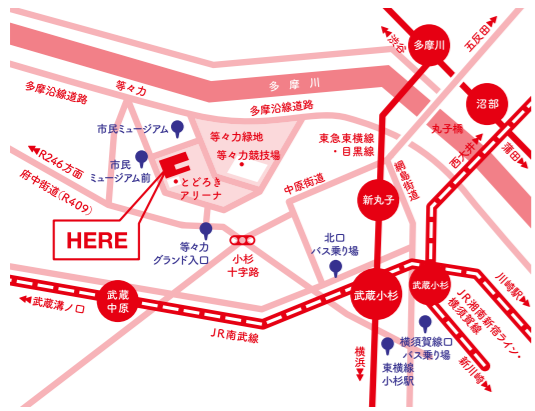 渋谷
五反田
多摩川
多摩川
等々力
多摩沿線道路
多摩沿線道路
沼部
市民ミュージアム
等々力緑地
等々力競技場
東急東横線
・目黒線
丸子橋
西大井
蒲田
R246方面
市民
ミュージアム前
とどろき
アリーナ
中原街道
綱島街道
府中街道(R409)
新丸子
HERE
等々力
グランド入口
小杉
十字路
北口
バス乗り場
武蔵溝ノ口
武蔵
中原
武蔵小杉
武蔵小杉
川崎駅
JR湘南新宿ライン・
横須賀線
JR南武線
横浜
東横線
小杉駅
横須賀線口
バス乗り場
新川崎